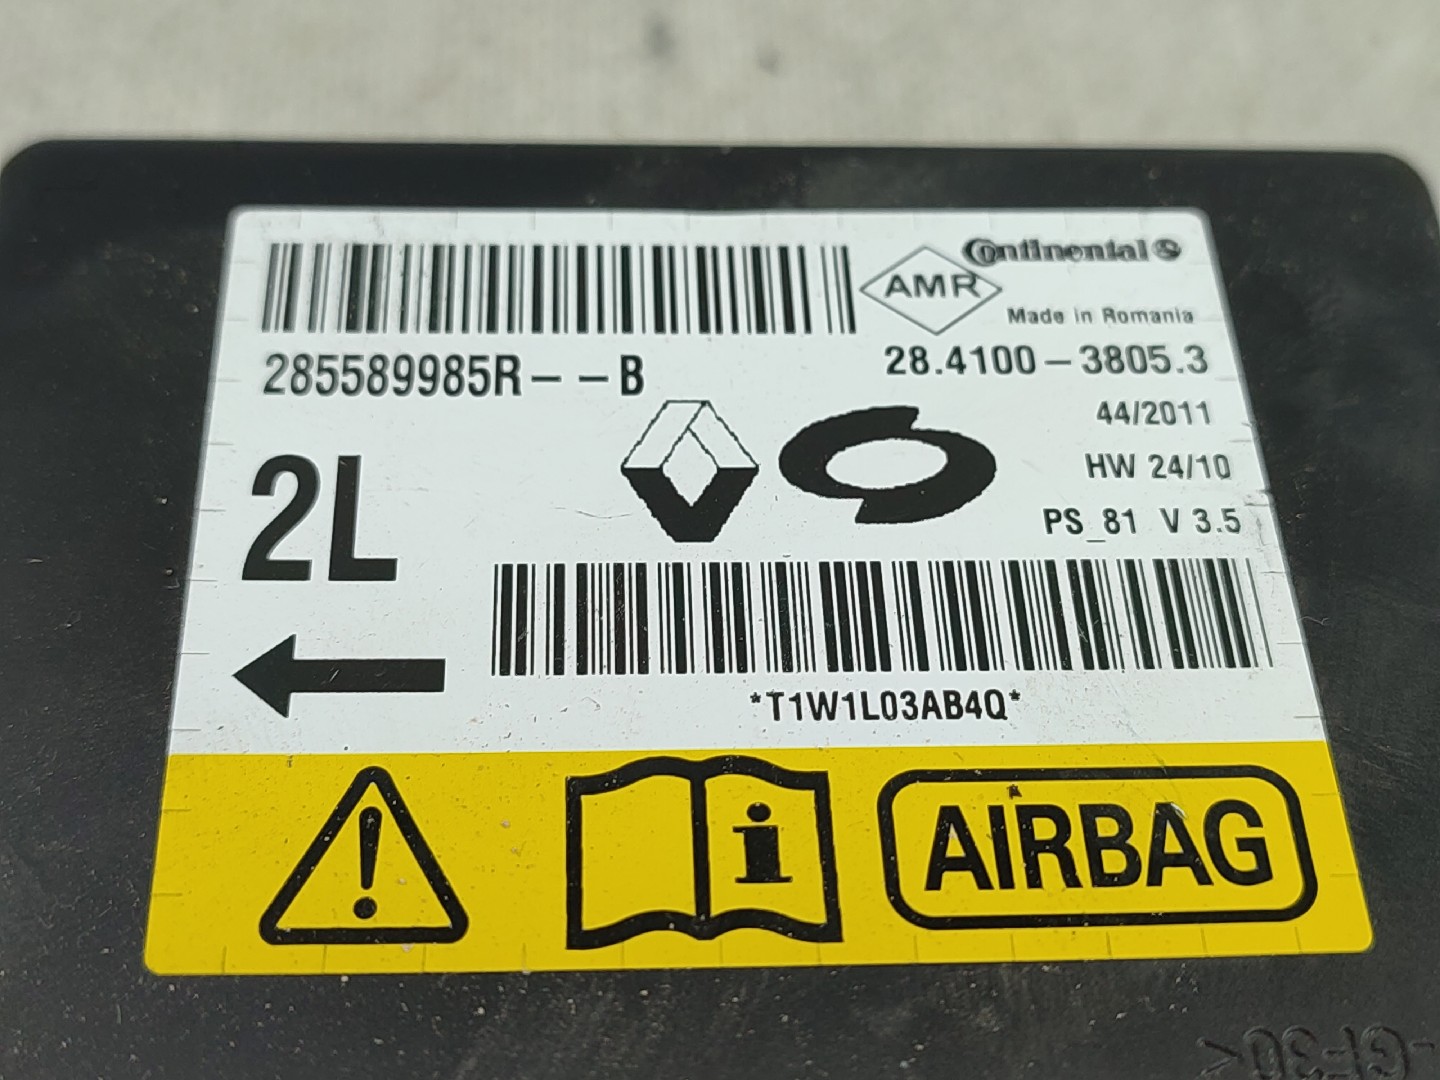 Continental
AMR
Made in Romania
285589985R--B
28.4100-3805.3
44/2011
HW 24/10
PS_81 V 3.5
2L
*T1W1L03AB4Q*
i
AIRBAG